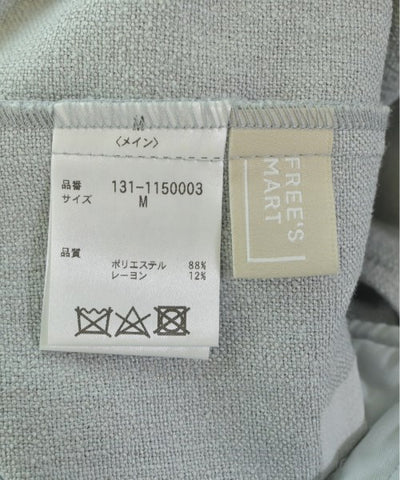 M
〈メイン〉
品番 131-1150003
サイズ M
品質
ポリエステル 88%
レーヨン 12%
FREE'S
MART